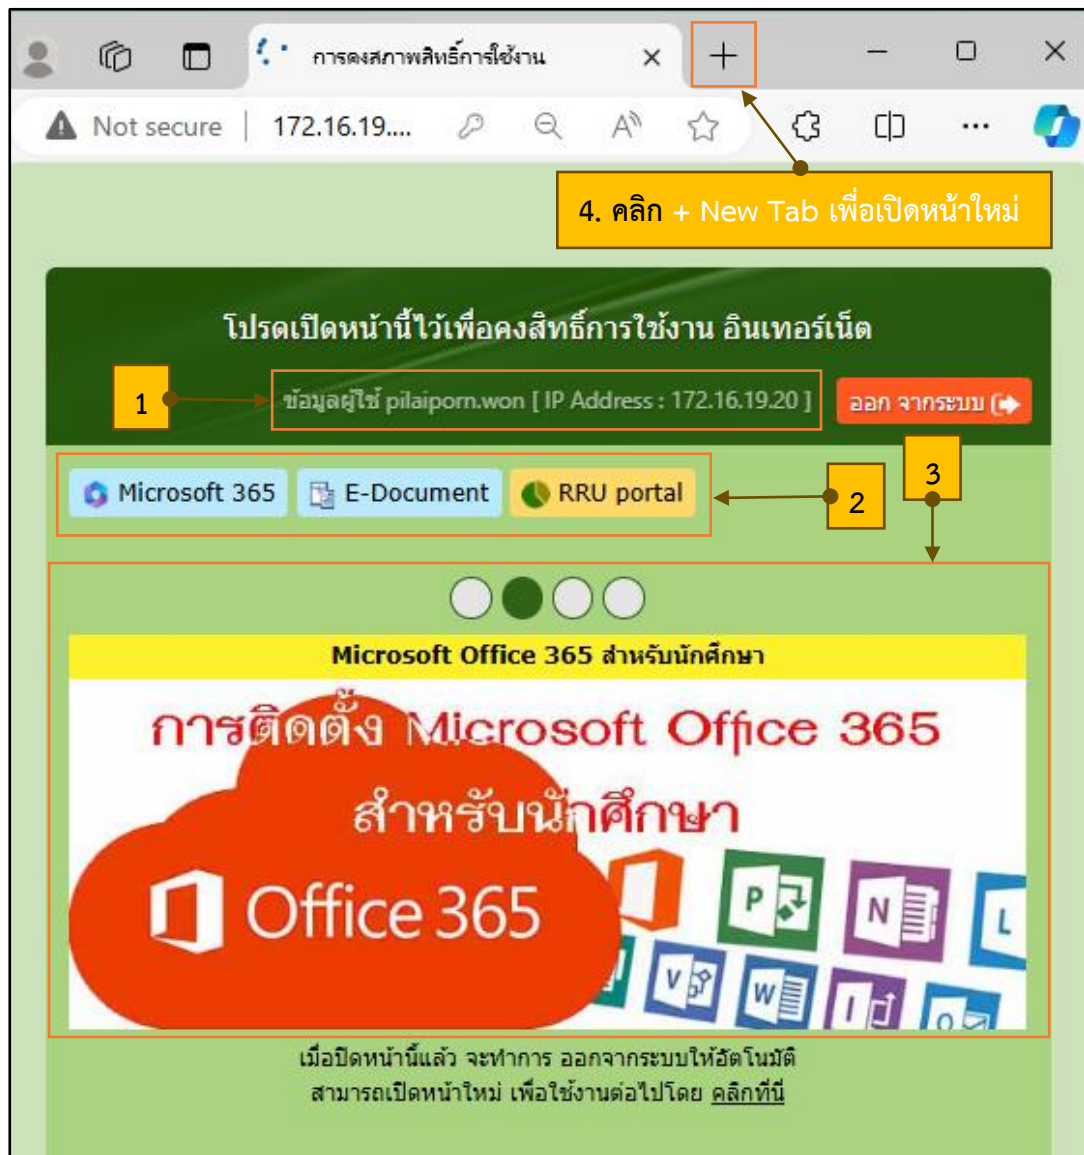 การคงสภาพสิทธิ์การใช้งาน
Not secure
172.16.19....
4. คลิก + New Tab เพื่อเปิดหน้าใหม่
โปรดเปิดหน้านี้ไว้เพื่อคงสิทธิ์การใช้งาน อินเทอร์เน็ต
1
ข้อมูลผู้ใช้ pilaiporn.won [ IP Address : 172.16.19.20 ]
ออก จากระบบ
3
Microsoft 365
E-Document
RRU portal
2
Microsoft Office 365 สำหรับนักศึกษา
การติดตั้ง Microsoft Office 365
สำหรับนักศึกษา
Office 365
P
N
L
V
W
I
O
เมื่อปิดหน้านี้แล้ว จะทำการ ออกจากระบบให้อัตโนมัติ
สามารถเปิดหน้าใหม่ เพื่อใช้งานต่อไปโดย คลิกที่นี่